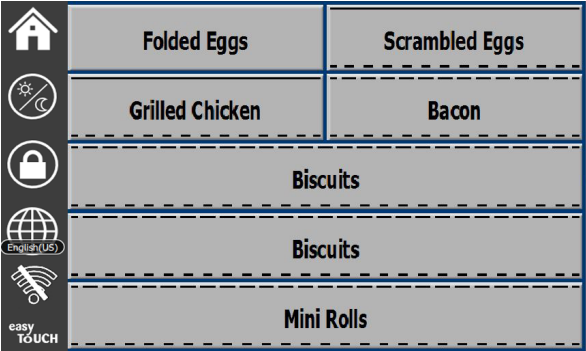 Folded Eggs
Scrambled Eggs
Grilled Chicken
Bacon
Biscuits
English(US)
Biscuits
easy
TOUCH
Mini Rolls